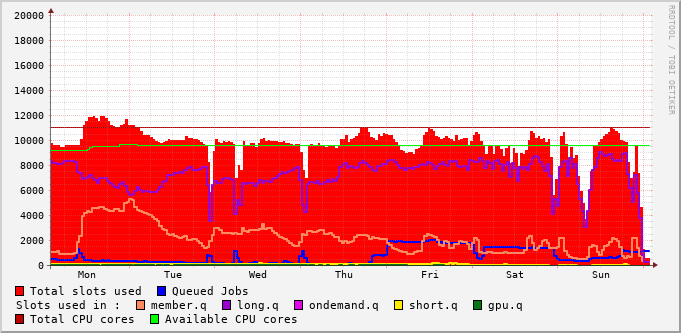 20000
18000
16000
14000
12000
10000
8000
6000
4000
2000
0
Mon Tue Wed Thu Fri Sat Sun
Total slots used Queued Jobs
Slots used in : member.q long.q ondemand.q short.q gpu.q
Total CPU cores Available CPU cores
RRDTOOL / TOBI OETIKER